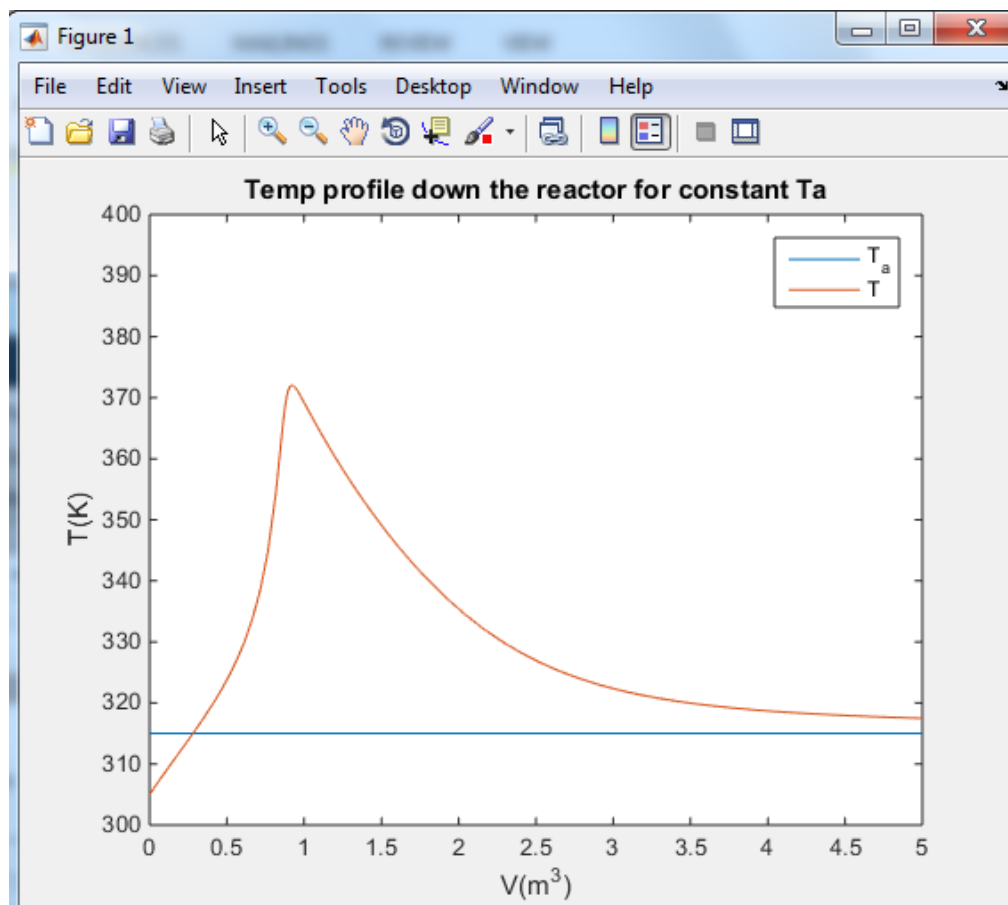 Figure 1
REVIEW VIEW
File Edit View Insert Tools Desktop Window Help
Temp profile down the reactor for constant Ta
400
390
380
370
360
350
340
330
320
310
300
T(K)
Ta
T
0 0.5 1 1.5 2 2.5 3 3.5 4 4.5 5
V(m³)